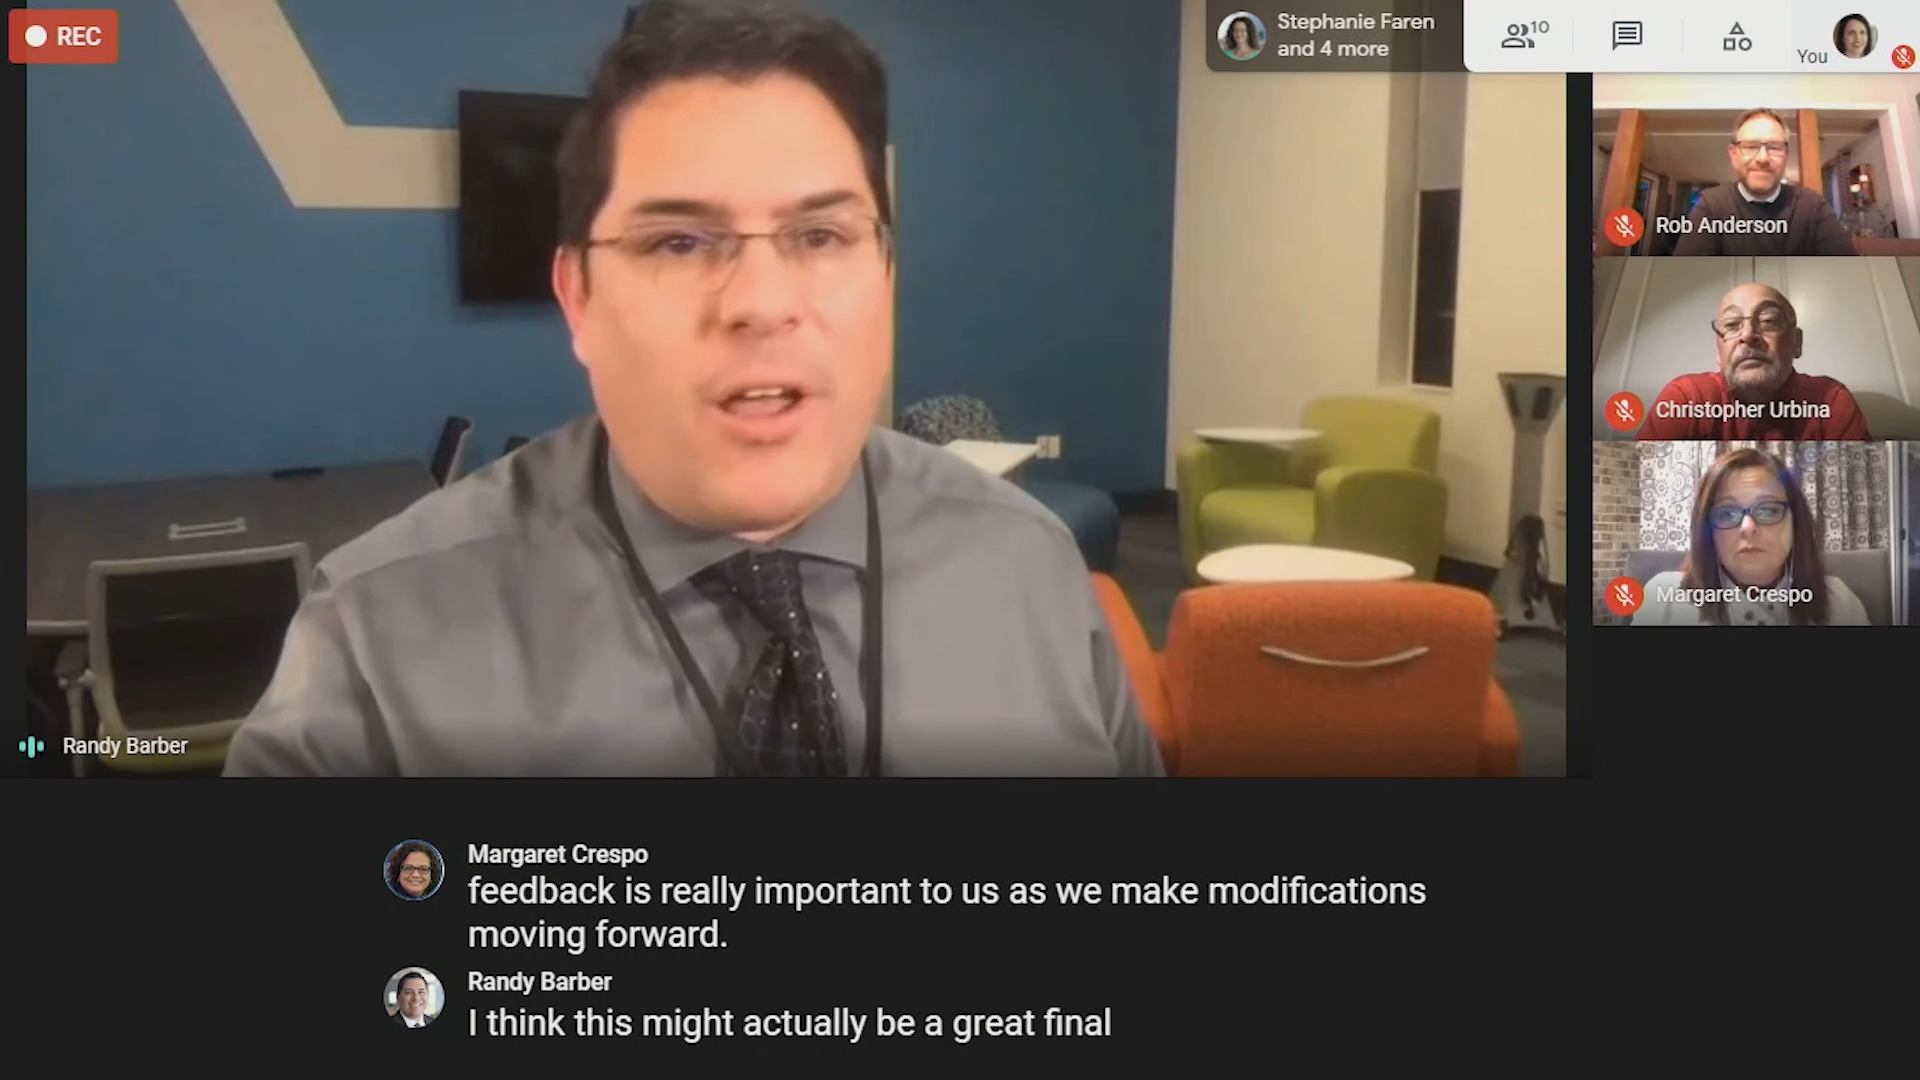 REC
Stephanie Faren
and 4 more
10
You
Rob Anderson
Christopher Urbina
Margaret Crespo
Randy Barber
Margaret Crespo
feedback is really important to us as we make modifications
moving forward.
Randy Barber
I think this might actually be a great final